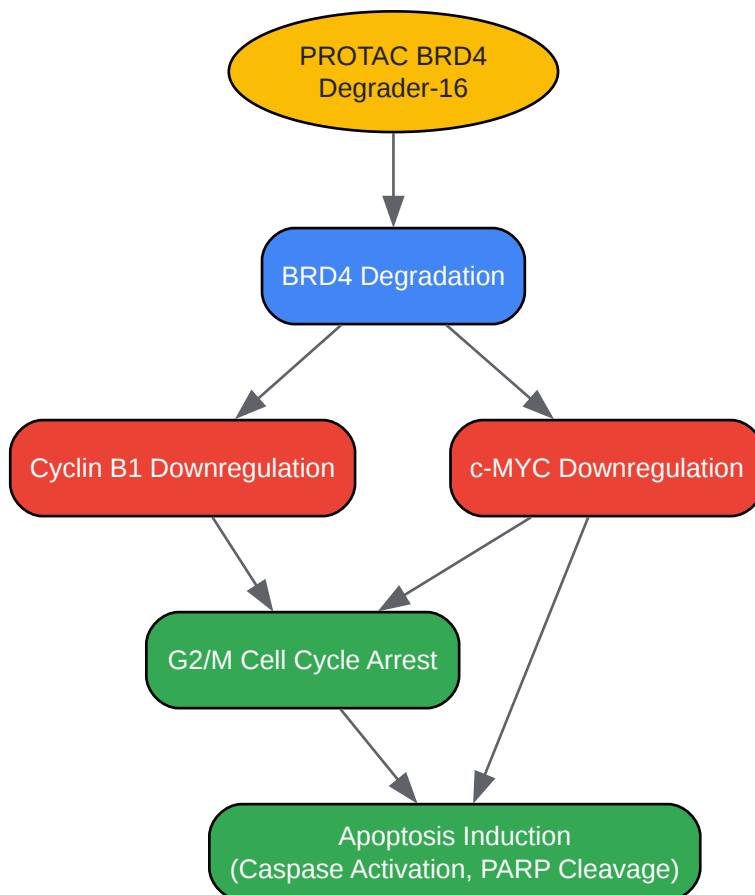 PROTAC BRD4
Degrader-16
BRD4 Degradation
Cyclin B1 Downregulation
c-MYC Downregulation
G2/M Cell Cycle Arrest
Apoptosis Induction
(Caspase Activation, PARP Cleavage)